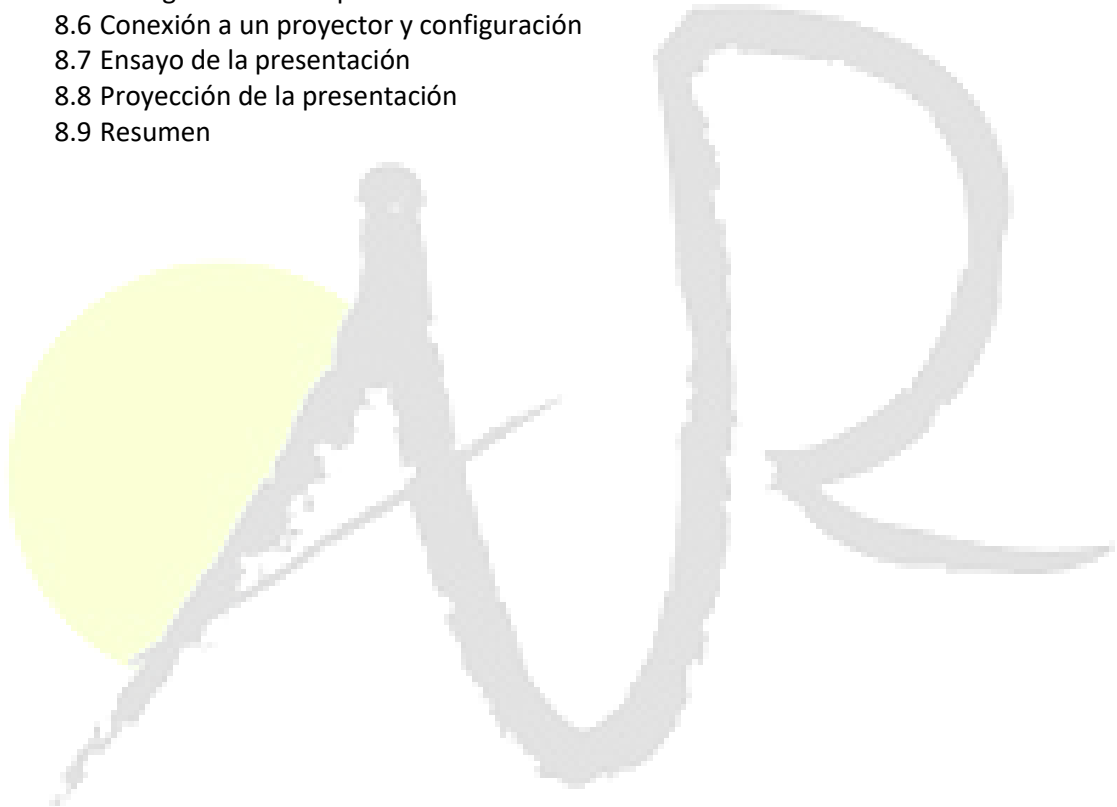 8.6 Conexión a un proyector y configuración
8.7 Ensayo de la presentación
8.8 Proyección de la presentación
8.9 Resumen
AR